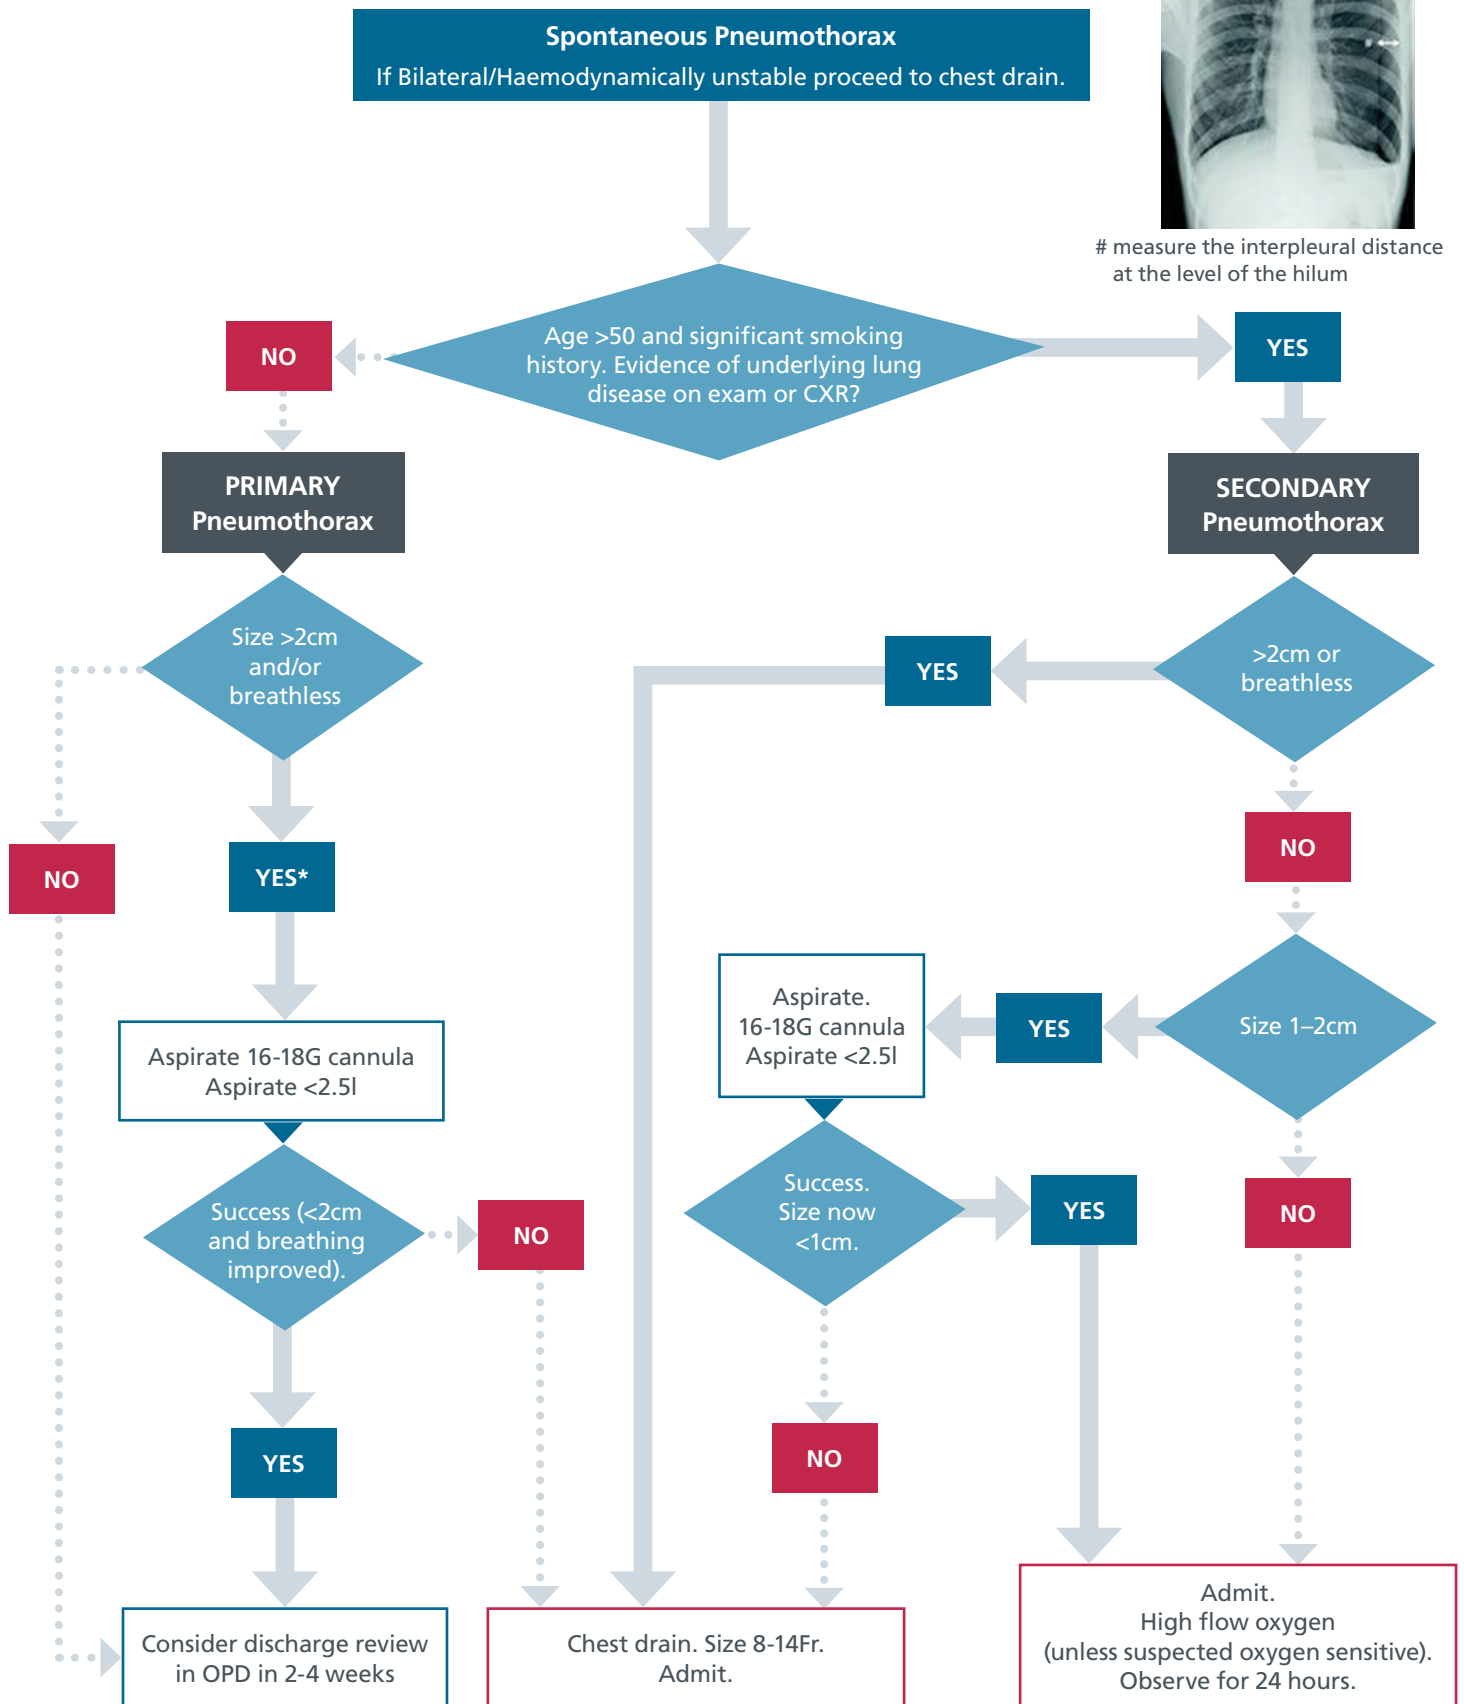 Spontaneous Pneumothorax
If Bilateral/Haemodynamically unstable proceed to chest drain.
# measure the interpleural distance
at the level of the hilum
Age >50 and significant smoking
history. Evidence of underlying lung
disease on exam or CXR?
NO
YES
PRIMARY
Pneumothorax
SECONDARY
Pneumothorax
Size >2cm
and/or
breathless
>2cm or
breathless
YES
NO
YES*
NO
Aspirate 16-18G cannula
Aspirate <2.5l
Aspirate.
16-18G cannula
Aspirate <2.5l
YES
Size 1–2cm
Success (<2cm
and breathing
improved).
NO
Success.
Size now
<1cm.
YES
NO
YES
NO
Consider discharge review
in OPD in 2-4 weeks
Chest drain. Size 8-14Fr.
Admit.
Admit.
High flow oxygen
(unless suspected oxygen sensitive).
Observe for 24 hours.